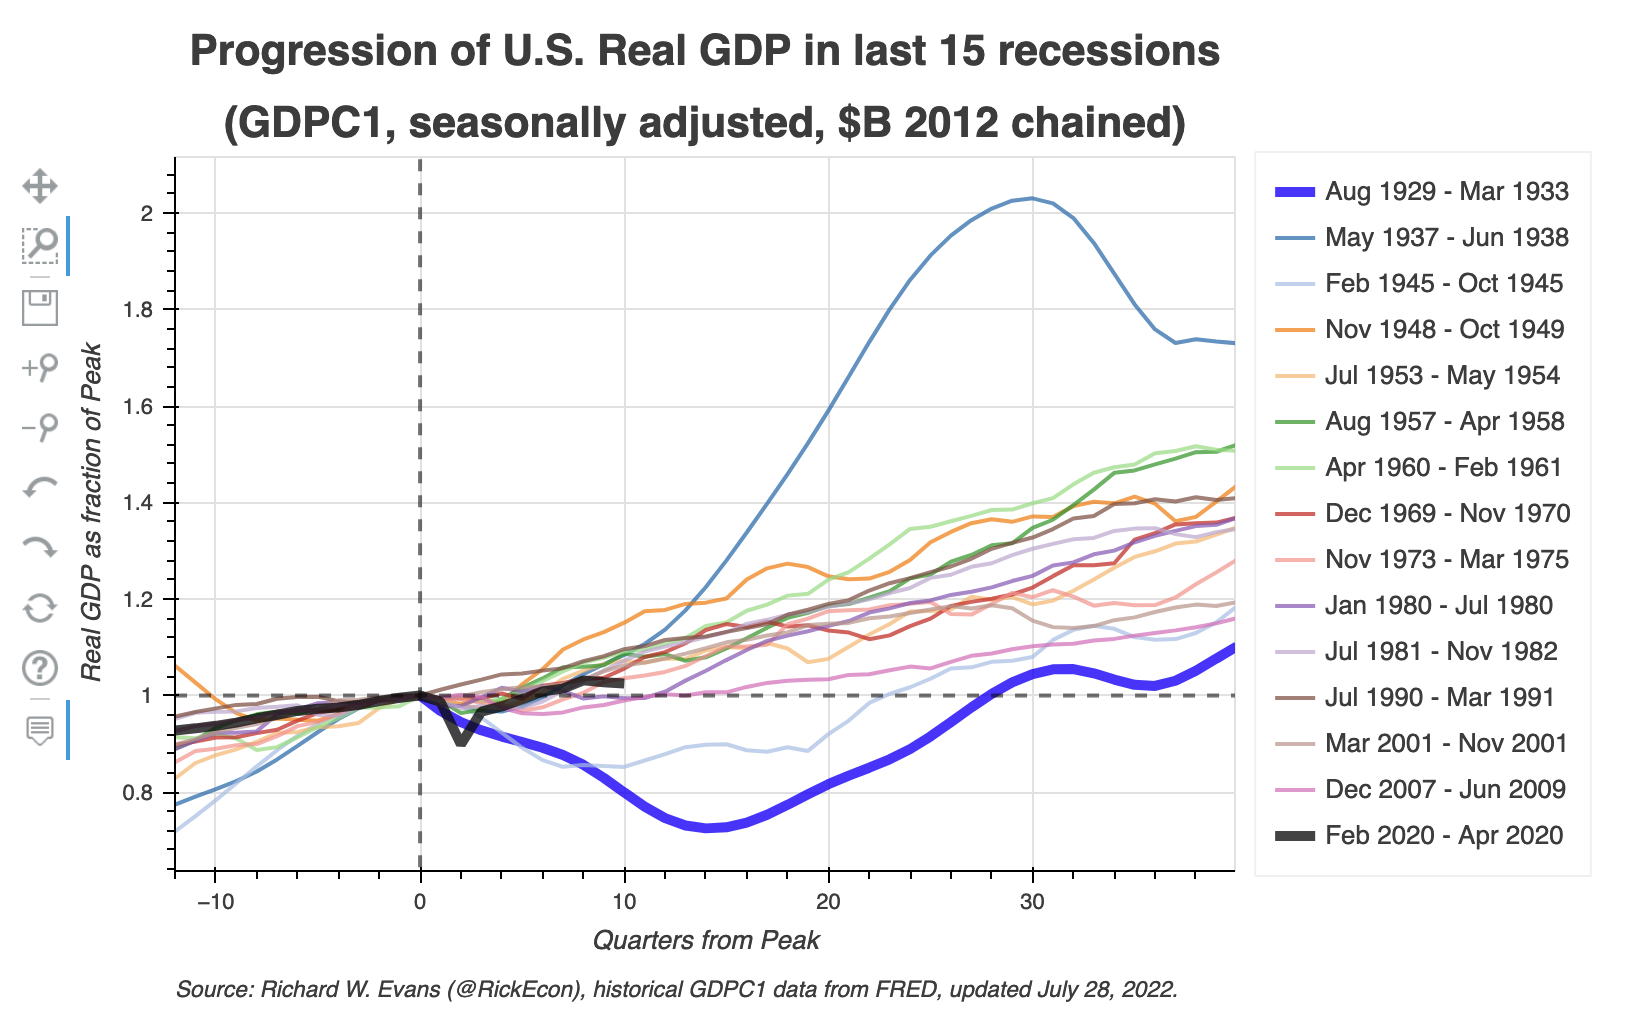 Progression of U.S. Real GDP in last 15 recessions
(GDPC1, seasonally adjusted, $B 2012 chained)
Real GDP as fraction of Peak
2
1.8
1.6
1.4
1.2
1
0.8
−10
0
10
20
30
Quarters from Peak
Aug 1929 - Mar 1933
May 1937 - Jun 1938
Feb 1945 - Oct 1945
Nov 1948 - Oct 1949
Jul 1953 - May 1954
Aug 1957 - Apr 1958
Apr 1960 - Feb 1961
Dec 1969 - Nov 1970
Nov 1973 - Mar 1975
Jan 1980 - Jul 1980
Jul 1981 - Nov 1982
Jul 1990 - Mar 1991
Mar 2001 - Nov 2001
Dec 2007 - Jun 2009
Feb 2020 - Apr 2020
Source: Richard W. Evans (@RickEcon), historical GDPC1 data from FRED, updated July 28, 2022.